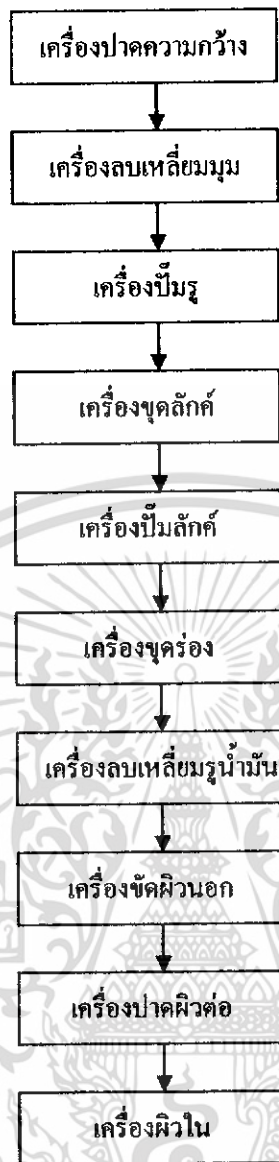 เครื่องปาดความกว้าง
เครื่องลบเหลี่ยมมุม
เครื่องปั๊มรู
เครื่องขุดลักค์
เครื่องปั๊มลักค์
เครื่องขุดร่อง
เครื่องลบเหลี่ยมรูน้ำมัน
เครื่องขัดผิวนอก
เครื่องปาดผิวต่อ
เครื่องผิวใน